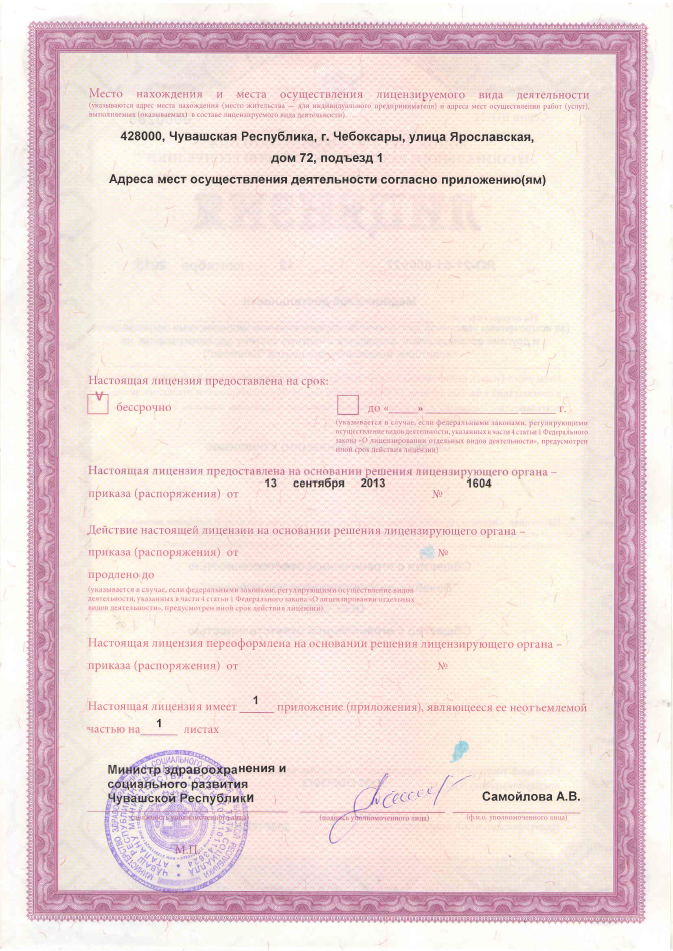 Место нахождения и места осуществления лицензируемого вида деятельности
(указываются адрес места нахождения (место жительства — для индивидуального предпринимателя) и адреса мест осуществления работ (услуг),
выполняемых (оказываемых) в составе лицензируемого вида деятельности)
428000, Чувашская Республика, г. Чебоксары, улица Ярославская,
дом 72, подъезд 1
Адреса мест осуществления деятельности согласно приложению(ям)
Настоящая лицензия предоставлена на срок:
V бессрочно до «____» ____________________ г.
(указывается в случае, если федеральными законами, регулирующими
осуществление видов деятельности, указанных в части 4 статьи 1 Федерального
закона «О лицензировании отдельных видов деятельности», предусмотрен
иной срок действия лицензии)
Настоящая лицензия предоставлена на основании решения лицензирующего органа –
приказа (распоряжения) от 13 сентября 2013 № 1604
Действие настоящей лицензии на основании решения лицензирующего органа –
приказа (распоряжения) от №
продлено до
(указывается в случае, если федеральными законами, регулирующими осуществление видов
деятельности, указанных в части 4 статьи 1 Федерального закона «О лицензировании отдельных
видов деятельности», предусмотрен иной срок действия лицензии)
Настоящая лицензия переоформлена на основании решения лицензирующего органа –
приказа (распоряжения) от №
Настоящая лицензия имеет 1 приложение (приложения), являющееся ее неотъемлемой
частью на 1 листах
Министр здравоохранения и
социального развития
Чувашской Республики
Самойлова А.В.
(должность уполномоченного лица) (подпись уполномоченного лица) (ф.и.о. уполномоченного лица)
М.П.